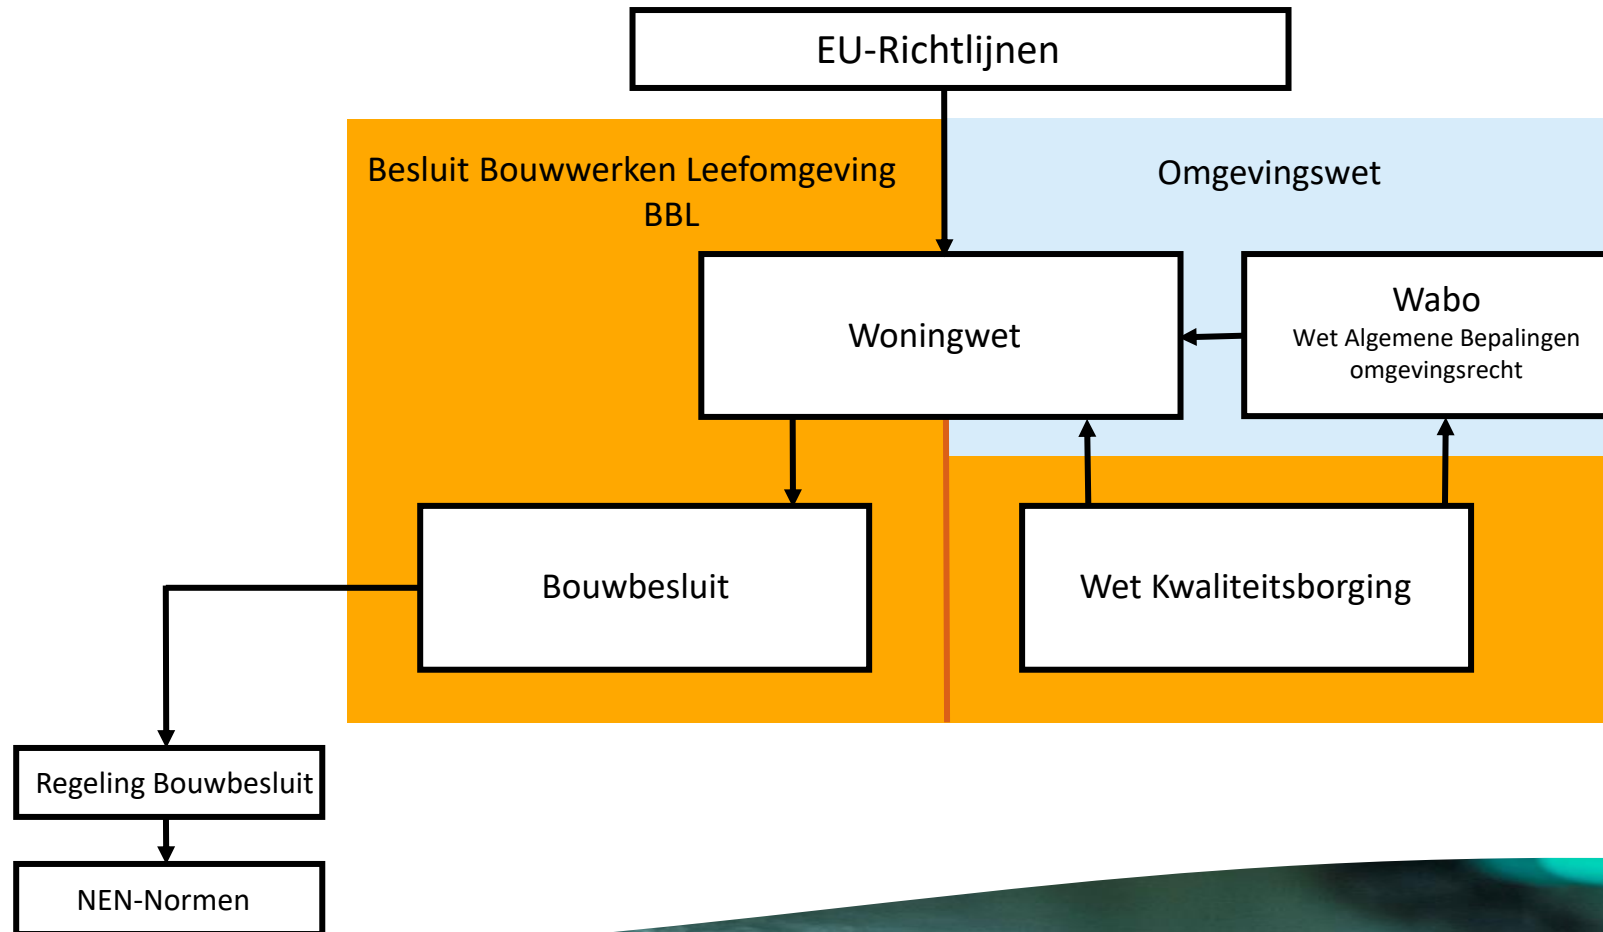 EU-Richtlijnen
Besluit Bouwwerken Leefomgeving
BBL
Omgevingswet
Woningwet
Wabo
Wet Algemene Bepalingen
omgevingsrecht
Bouwbesluit
Wet Kwaliteitsborging
Regeling Bouwbesluit
NEN-Normen